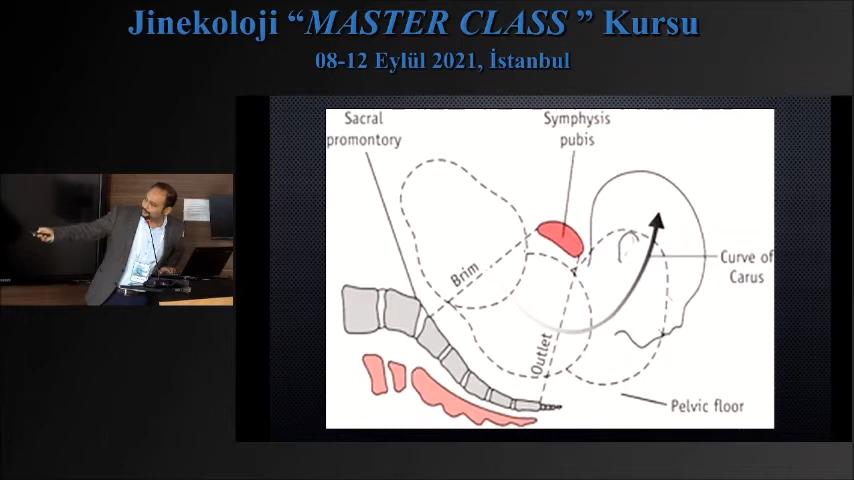 Jinekoloji “MASTER CLASS ” Kursu
08-12 Eylül 2021, İstanbul
Sacral
promontory
Symphysis
pubis
Brim
Curve of
Carus
Outlet
Pelvic floor